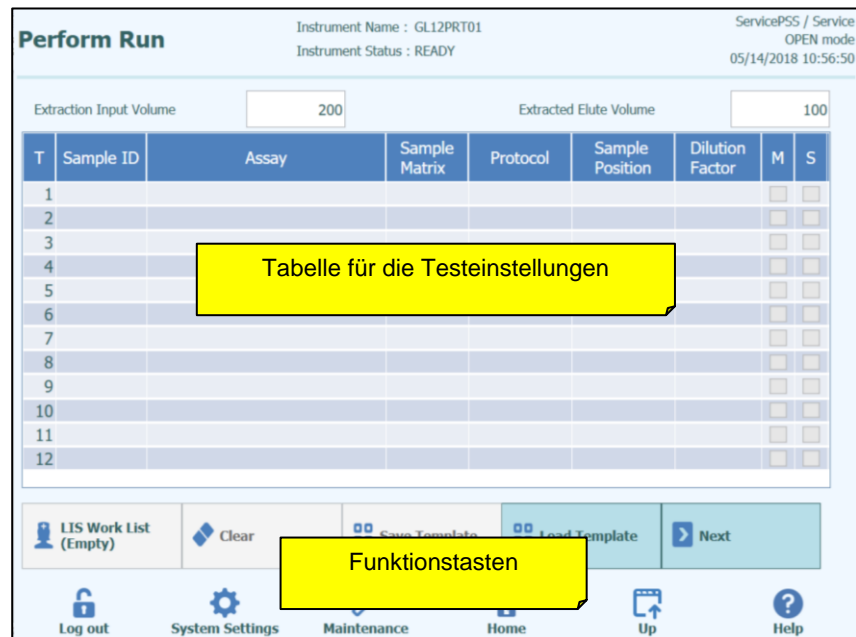 Perform Run
Instrument Name : GL12PRT01
Instrument Status : READY
ServicePSS / Service
OPEN mode
05/14/2018 10:56:50
Extraction Input Volume 200 Extracted Elute Volume 100
T Sample ID Assay Sample Matrix Protocol Sample Position Dilution Factor M S
1
2
3
4
Tabelle für die Testeinstellungen
5
6
7
8
9
10
11
12
LIS Work List
(Empty)
Clear
Save Template
Load Template
Next
Funktionstasten
Log out System Settings Maintenance Home Up Help